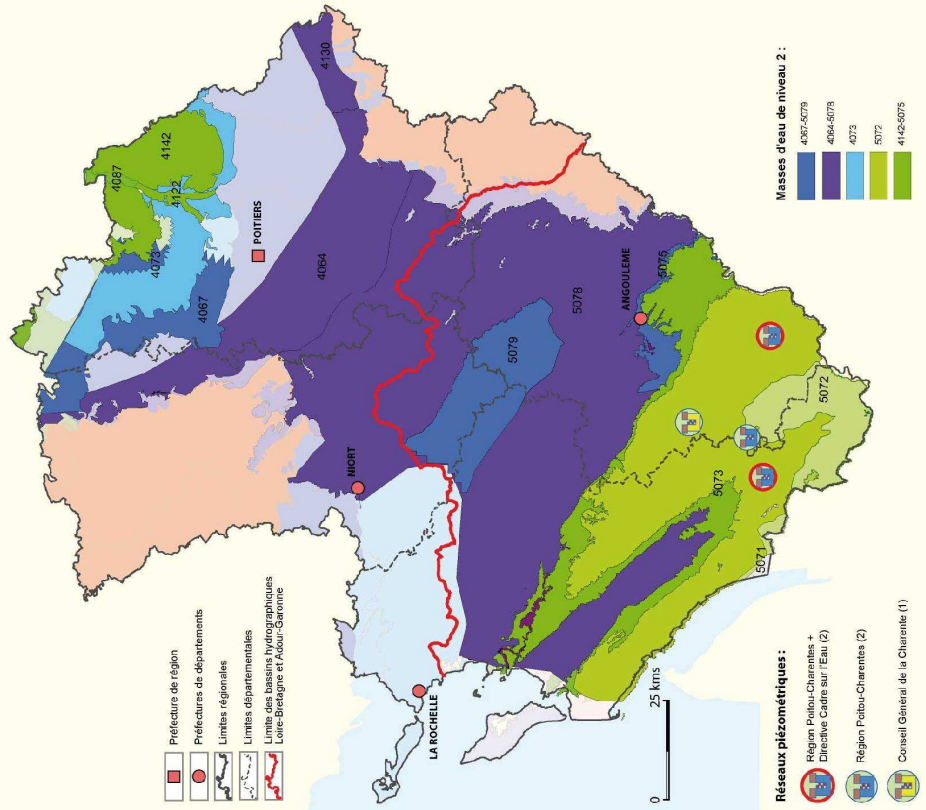 Préfecture de région
Préfectures de départements
Limites régionales
Limites départementales
Limite des bassins hydrographiques
Loire-Bretagne et Adour-Garonne
4130
4087
4142
4122
4073
4067
POITIERS
4064
NIORT
LA ROCHELLE
5079
5078
ANGOULEME
5075
5072
5073
5071
0
25 kms
Réseaux piézométriques :
Région Poitou-Charentes +
Directive Cadre sur l'Eau (2)
Région Poitou-Charentes (2)
Conseil Général de la Charente (1)
Masses d'eau de niveau 2 :
4067-5079
4064-5078
4073
5072
4142-5075